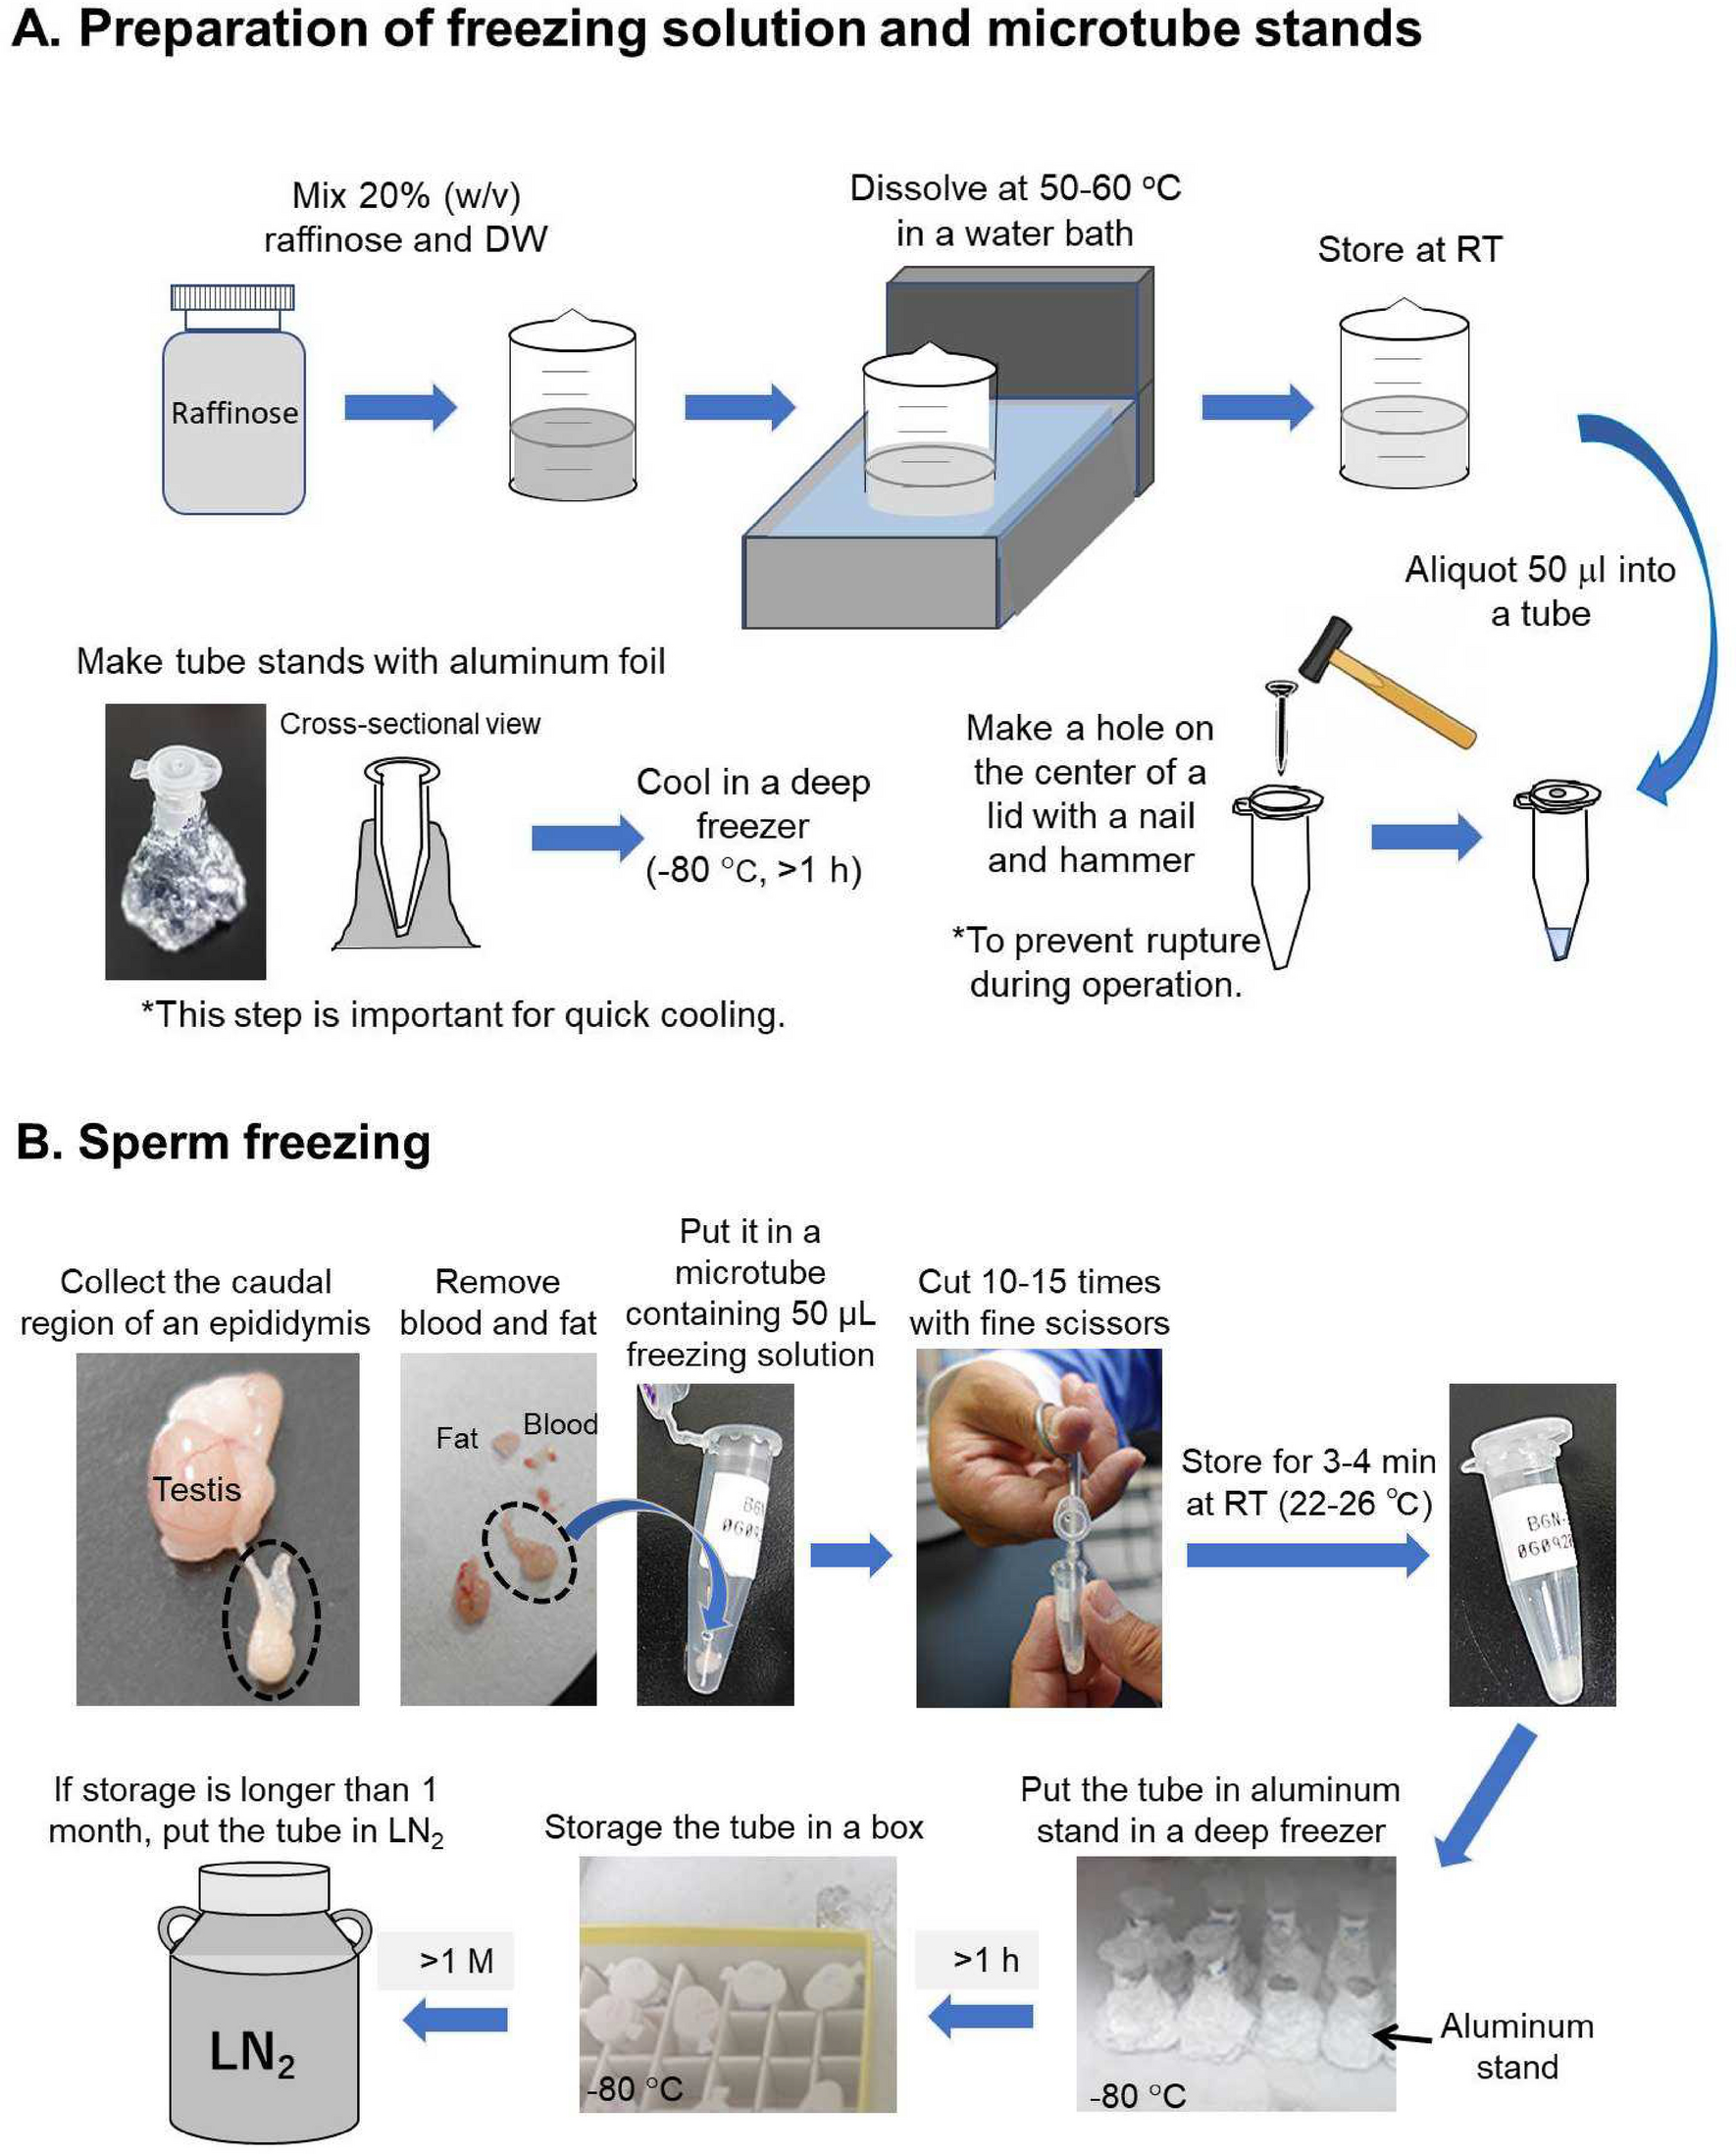 A. Preparation of freezing solution and microtube stands
Mix 20% (w/v)
raffinose and DW
Dissolve at 50-60 °C
in a water bath
Store at RT
Raffinose
Aliquot 50 μl into
a tube
Make tube stands with aluminum foil
Cross-sectional view
Cool in a deep
freezer
(-80 °C, >1 h)
*This step is important for quick cooling.
Make a hole on
the center of a
lid with a nail
and hammer
*To prevent rupture
during operation.
B. Sperm freezing
Collect the caudal
region of an epididymis
Remove
blood and fat
Put it in a
microtube
containing 50 µL
freezing solution
Cut 10-15 times
with fine scissors
Testis
Fat
Blood
Store for 3-4 min
at RT (22-26 °C)
B6N-
06092
Put the tube in aluminum
stand in a deep freezer
-80 °C
Aluminum
stand
>1 h
Storage the tube in a box
-80 °C
>1 M
If storage is longer than 1
month, put the tube in LN₂
LN₂